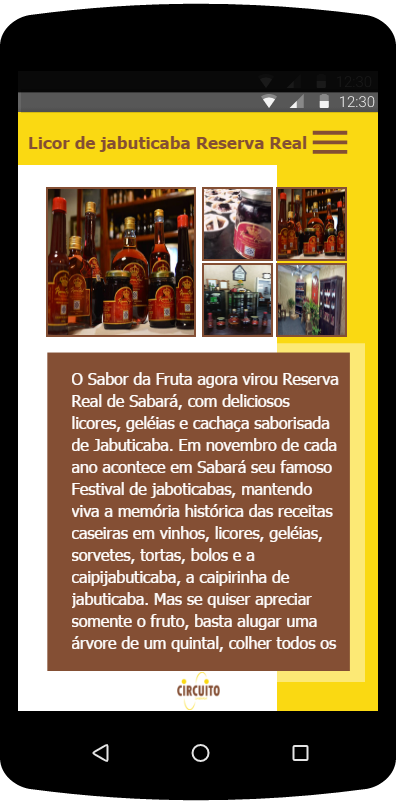 12:30
12:30
Licor de jabuticaba Reserva Real
O Sabor da Fruta agora virou Reserva
Real de Sabará, com deliciosos
licores, geléias e cachaça saborisada
de Jabuticaba. Em novembro de cada
ano acontece em Sabará seu famoso
Festival de jaboticabas, mantendo
viva a memória histórica das receitas
caseiras em vinhos, licores, geléias,
sorvetes, tortas, bolos e a
caipijabuticaba, a caipirinha de
jabuticaba. Mas se quiser apreciar
somente o fruto, basta alugar uma
árvore de um quintal, colher todos os
CIRCUITO